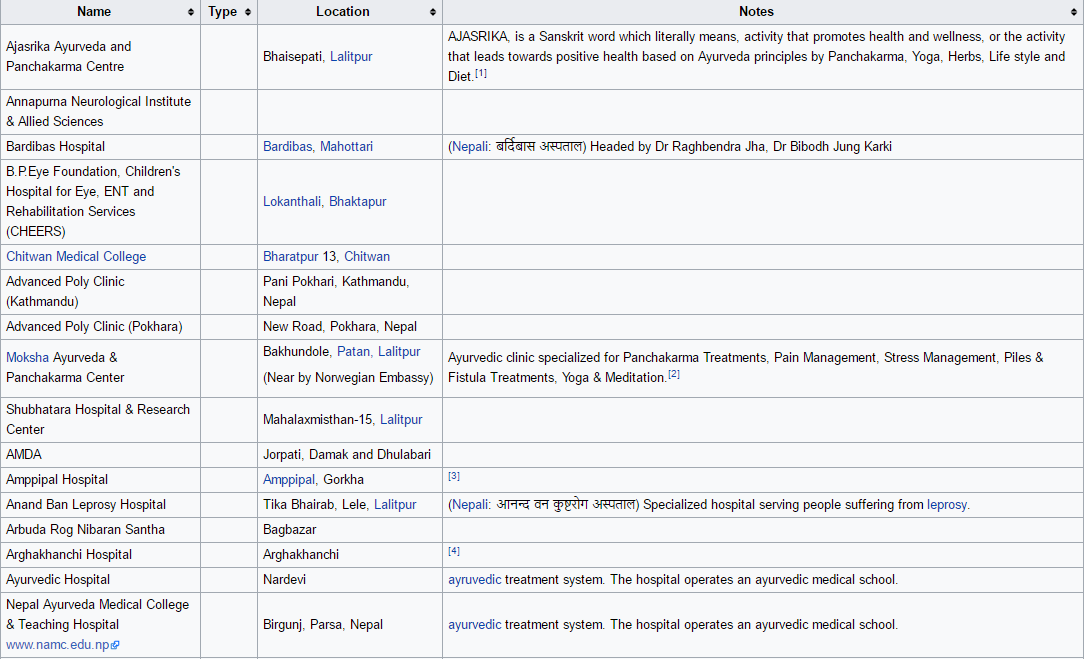 Name Type Location Notes
Ajasrika Ayurveda and
Panchakarma Centre
Bhaisepati, Lalitpur
AJASRIKA, is a Sanskrit word which literally means, activity that promotes health and wellness, or the activity
that leads towards positive health based on Ayurveda principles by Panchakarma, Yoga, Herbs, Life style and
Diet.[1]
Annapurna Neurological Institute
& Allied Sciences
Bardibas Hospital
Bardibas, Mahottari
(Nepali: बर्दिबास अस्पताल) Headed by Dr Raghbendra Jha, Dr Bibodh Jung Karki
B.P.Eye Foundation, Children's
Hospital for Eye, ENT and
Rehabilitation Services
(CHEERS)
Lokanthali, Bhaktapur
Chitwan Medical College
Bharatpur 13, Chitwan
Advanced Poly Clinic
(Kathmandu)
Pani Pokhari, Kathmandu,
Nepal
Advanced Poly Clinic (Pokhara)
New Road, Pokhara, Nepal
Moksha Ayurveda &
Panchakarma Center
Bakhundole, Patan, Lalitpur
(Near by Norwegian Embassy)
Ayurvedic clinic specialized for Panchakarma Treatments, Pain Management, Stress Management, Piles &
Fistula Treatments, Yoga & Meditation.[2]
Shubhatara Hospital & Research
Center
Mahalaxmisthan-15, Lalitpur
AMDA
Jorpati, Damak and Dhulabari
Amppipal Hospital
Amppipal, Gorkha
[3]
Anand Ban Leprosy Hospital
Tika Bhairab, Lele, Lalitpur
(Nepali: आनन्द वन कुष्टरोग अस्पताल) Specialized hospital serving people suffering from leprosy.
Arbuda Rog Nibaran Santha
Bagbazar
Arghakhanchi Hospital
Arghakhanchi
[4]
Ayurvedic Hospital
Nardevi
ayruvedic treatment system. The hospital operates an ayurvedic medical school.
Nepal Ayurveda Medical College
& Teaching Hospital
www.namc.edu.np
Birgunj, Parsa, Nepal
ayurvedic treatment system. The hospital operates an ayurvedic medical school.